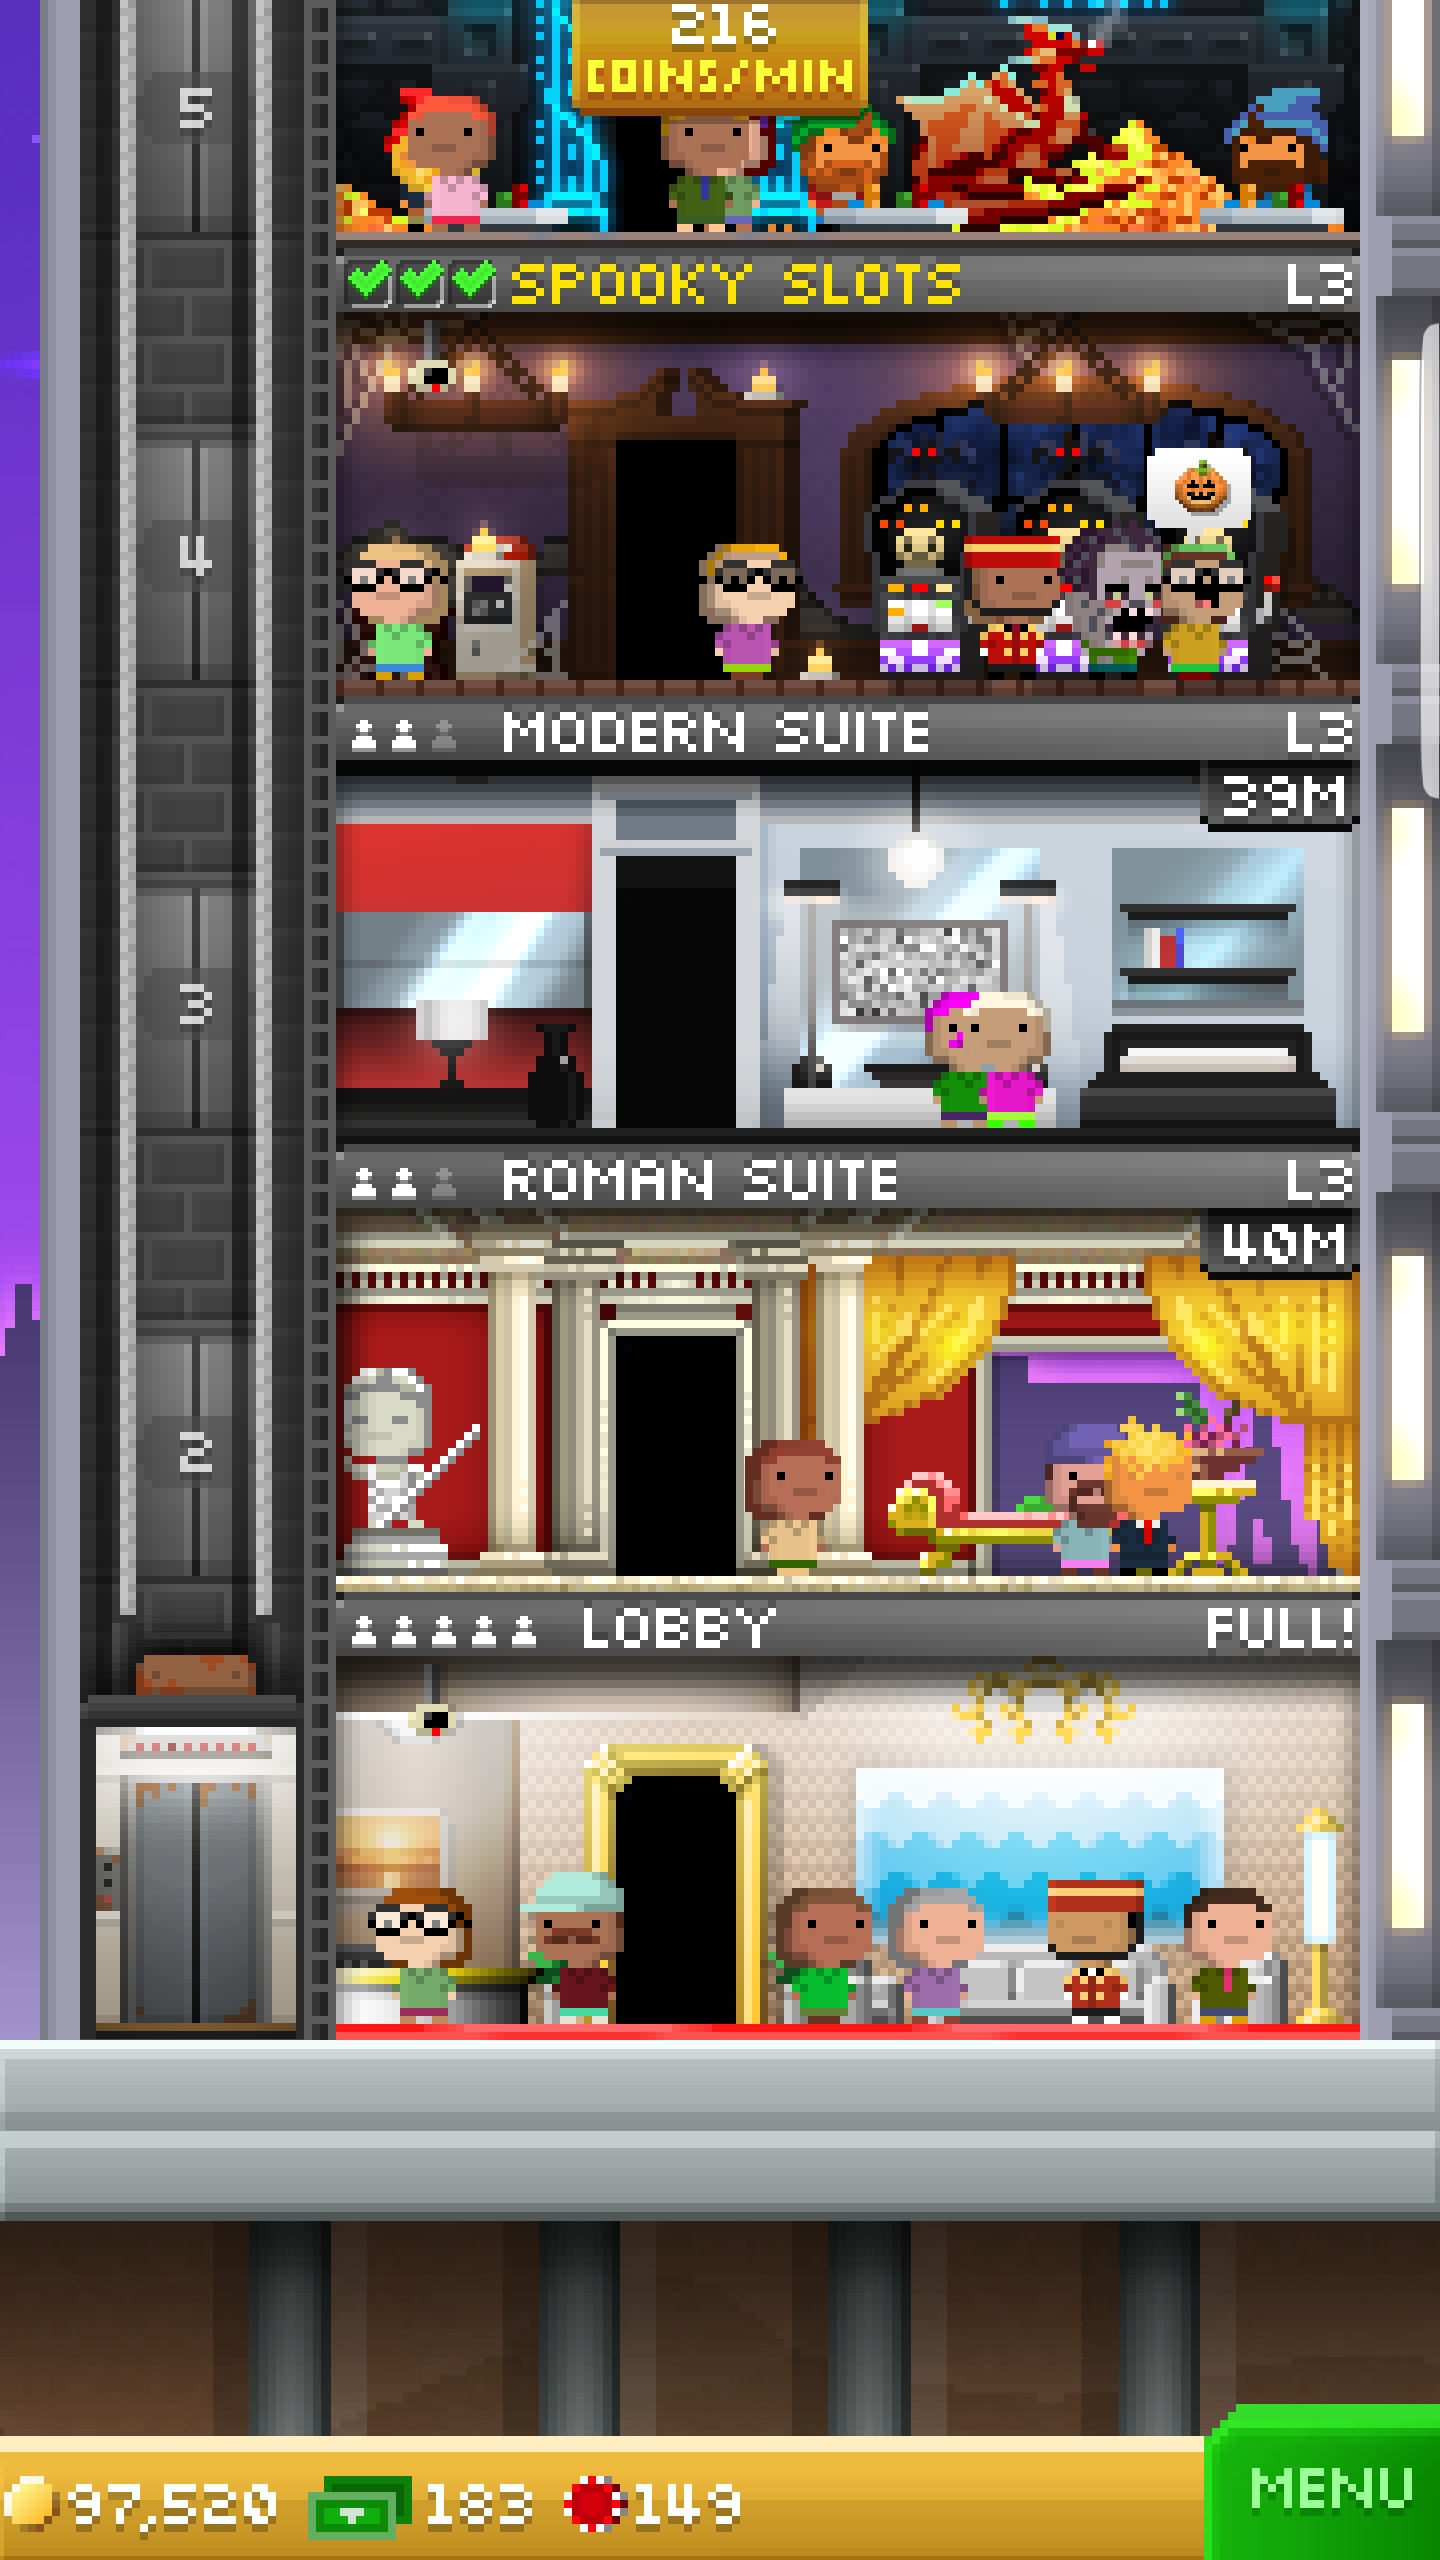 216
COINS/MIN
5
SPOOKY SLOTS L3
4
MODERN SUITE L3
39M
3
ROMAN SUITE L3
40M
2
LOBBY FULL!
97,520 183 149
MENU